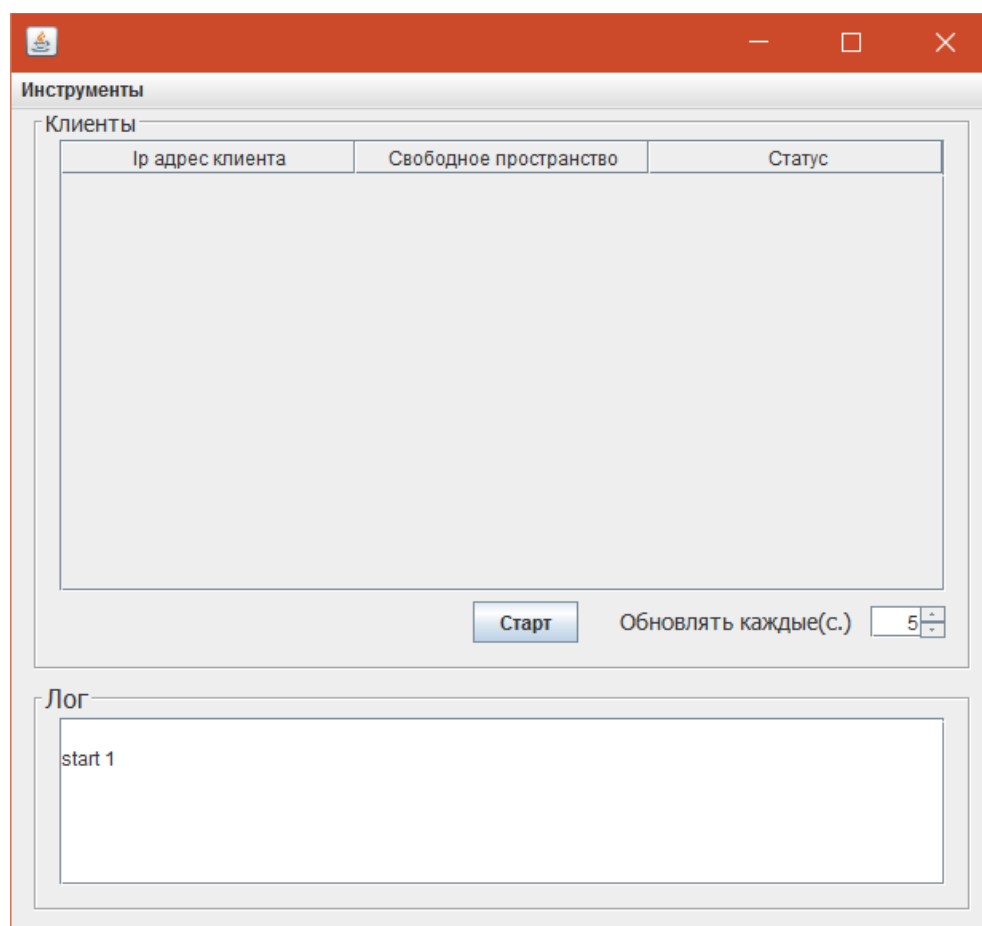 Инструменты
Клиенты
Ip адрес клиента Свободное пространство Статус
Старт Обновлять каждые(с.) 5
Лог
start 1